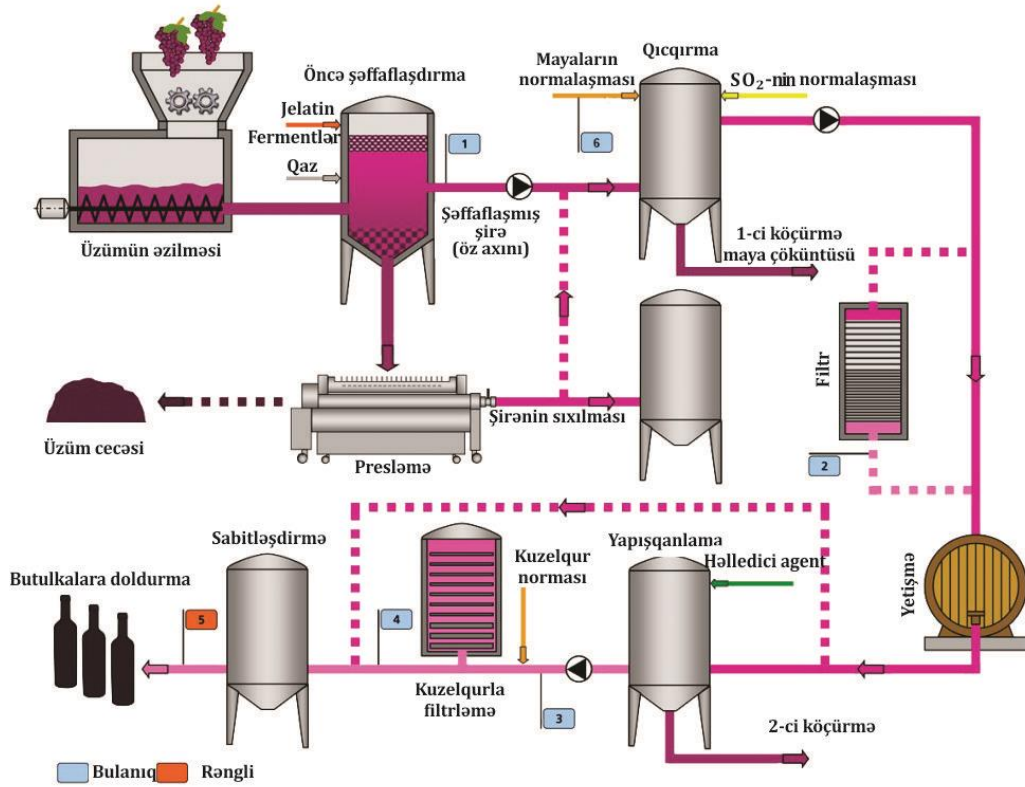 Öncə şəffaflaşdırma
Jelatin
Fermentlər
Qaz
1
Üzümün əzilməsi
Şəffaflaşmış
şirə
(öz axını)
Mayaların
normalaşması
6
Qıcqırma
SO₂-nin normalaşması
1-ci köçürmə
maya çöküntüsü
Filtr
2
Üzüm cecəsi
Presləmə
Şirənin sıxılması
Yetişmə
Butulkalara doldurma
Sabitləşdirmə
5
4
Kuzelqurla
filtrləmə
Kuzelqur
norması
3
Yapışqanlama
Həlledici agent
2-ci köçürmə
Bulanıq
Rəngli